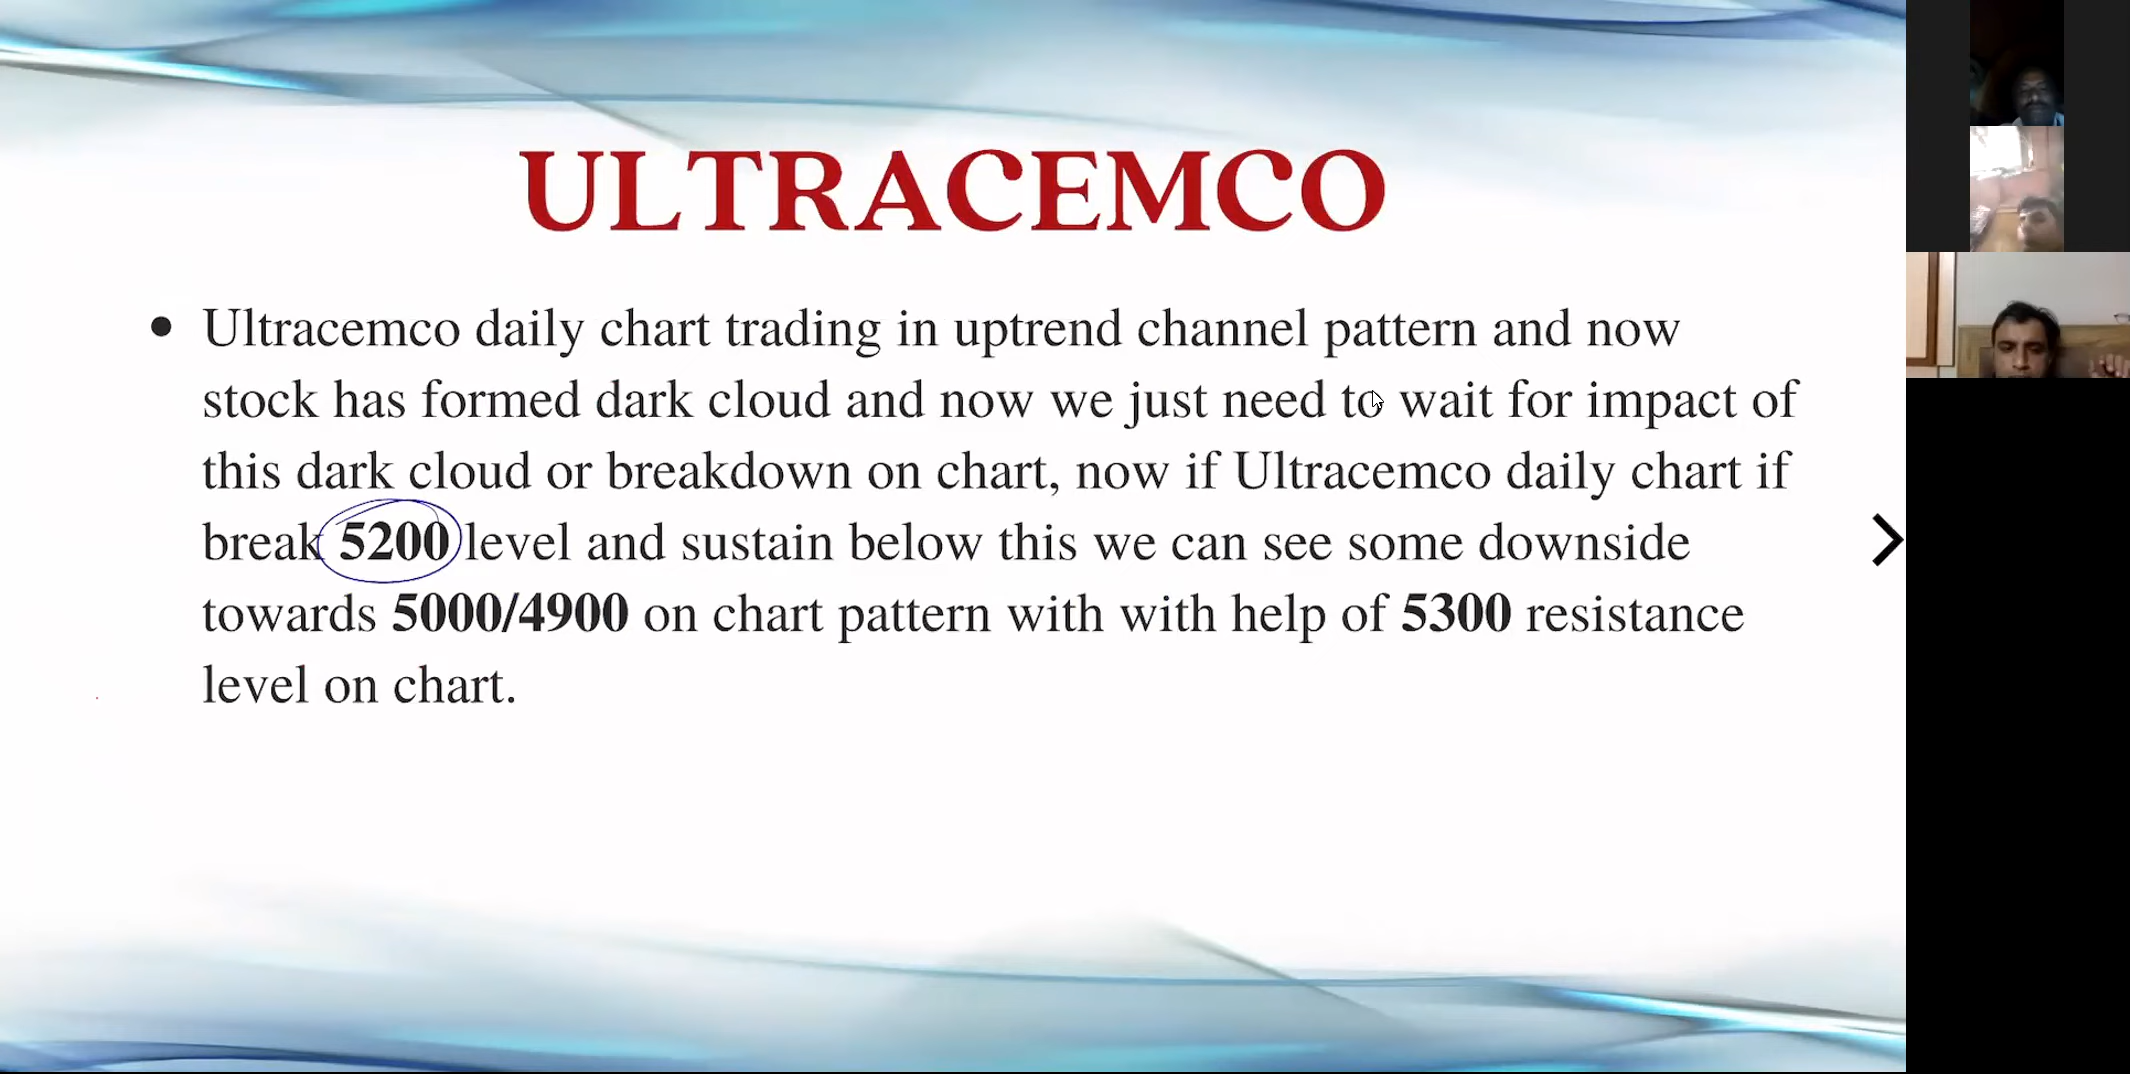 ULTRACEMCO
• Ultracemco daily chart trading in uptrend channel pattern and now
stock has formed dark cloud and now we just need to wait for impact of
this dark cloud or breakdown on chart, now if Ultracemco daily chart if
break 5200 level and sustain below this we can see some downside
towards 5000/4900 on chart pattern with with help of 5300 resistance
level on chart.